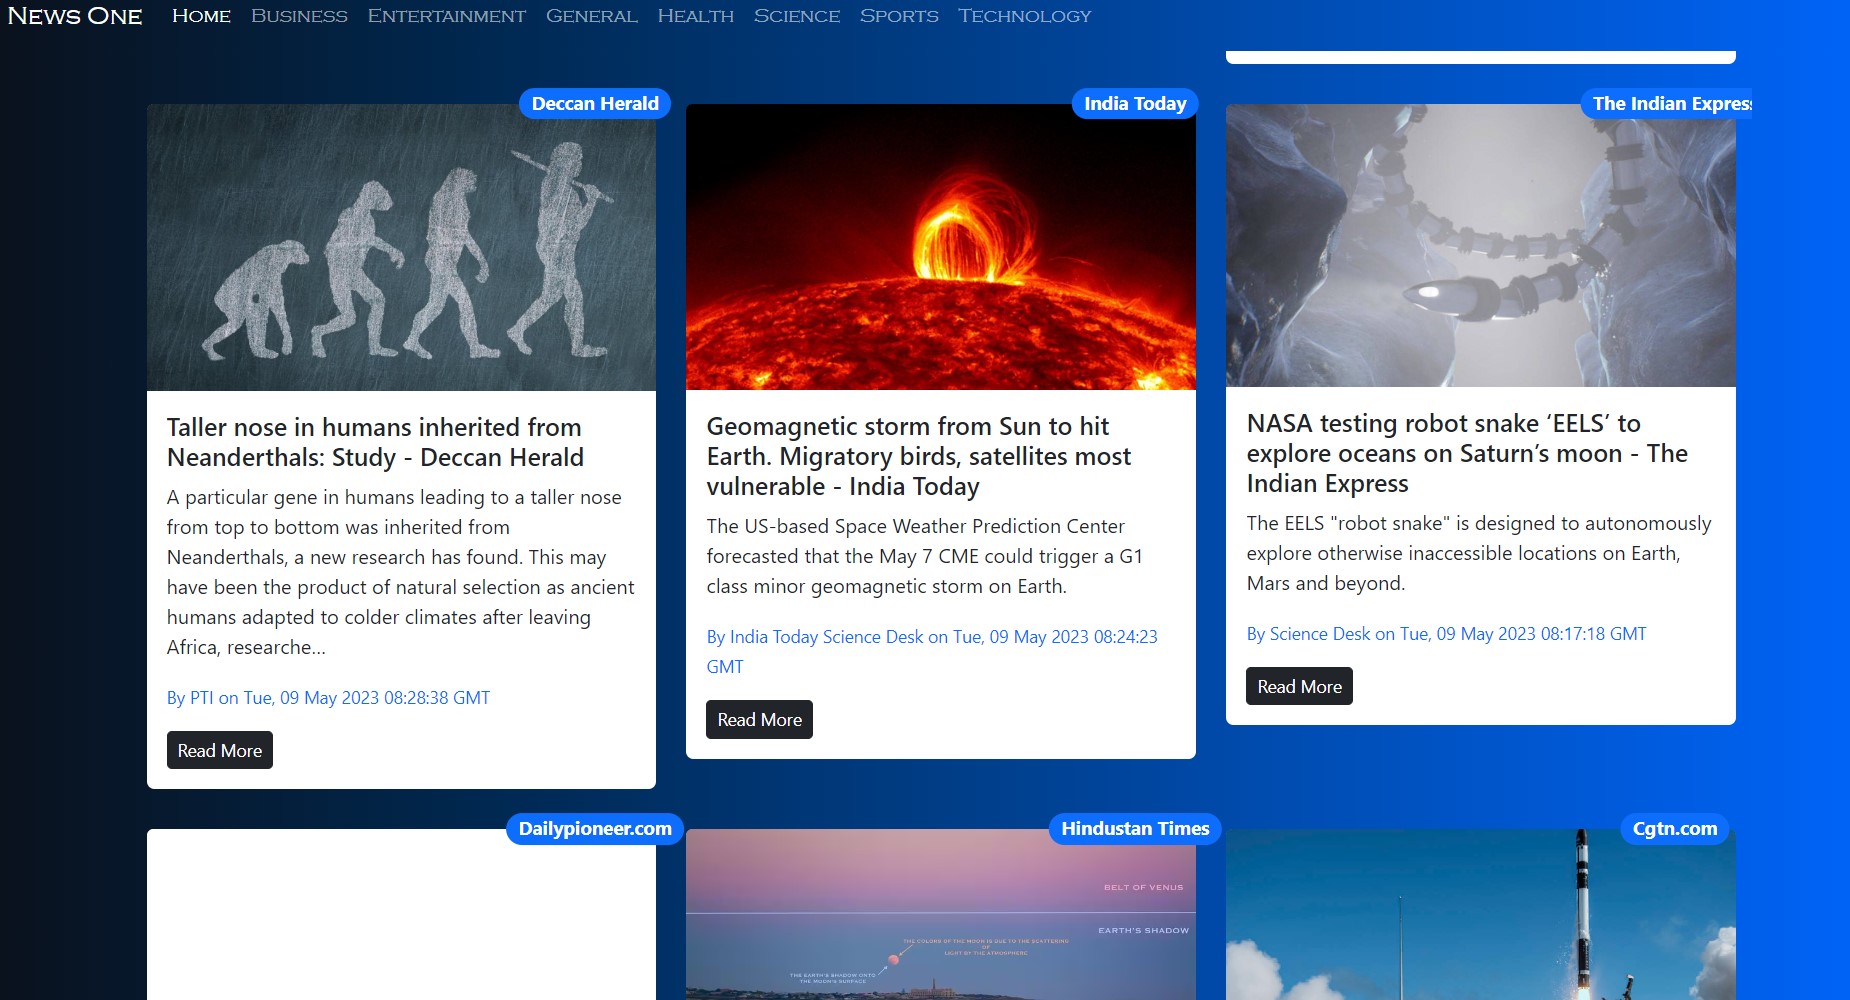 News One Home Business Entertainment General Health Science Sports Technology
Deccan Herald
Taller nose in humans inherited from
Neanderthals: Study - Deccan Herald
A particular gene in humans leading to a taller nose
from top to bottom was inherited from
Neanderthals, a new research has found. This may
have been the product of natural selection as ancient
humans adapted to colder climates after leaving
Africa, researche…
By PTI on Tue, 09 May 2023 08:28:38 GMT
Read More
India Today
Geomagnetic storm from Sun to hit
Earth. Migratory birds, satellites most
vulnerable - India Today
The US-based Space Weather Prediction Center
forecasted that the May 7 CME could trigger a G1
class minor geomagnetic storm on Earth.
By India Today Science Desk on Tue, 09 May 2023 08:24:23
GMT
Read More
The Indian Express
NASA testing robot snake ‘EELS’ to
explore oceans on Saturn’s moon - The
Indian Express
The EELS "robot snake" is designed to autonomously
explore otherwise inaccessible locations on Earth,
Mars and beyond.
By Science Desk on Tue, 09 May 2023 08:17:18 GMT
Read More
Dailypioneer.com
Hindustan Times
BELT OF VENUS
EARTH'S SHADOW
THE COLORS OF THE MOON IS DUE TO THE SCATTERING
OF
LIGHT BY THE ATMOSPHERE
THE EARTH'S SHADOW ONTO
THE MOON'S SURFACE
Cgtn.com